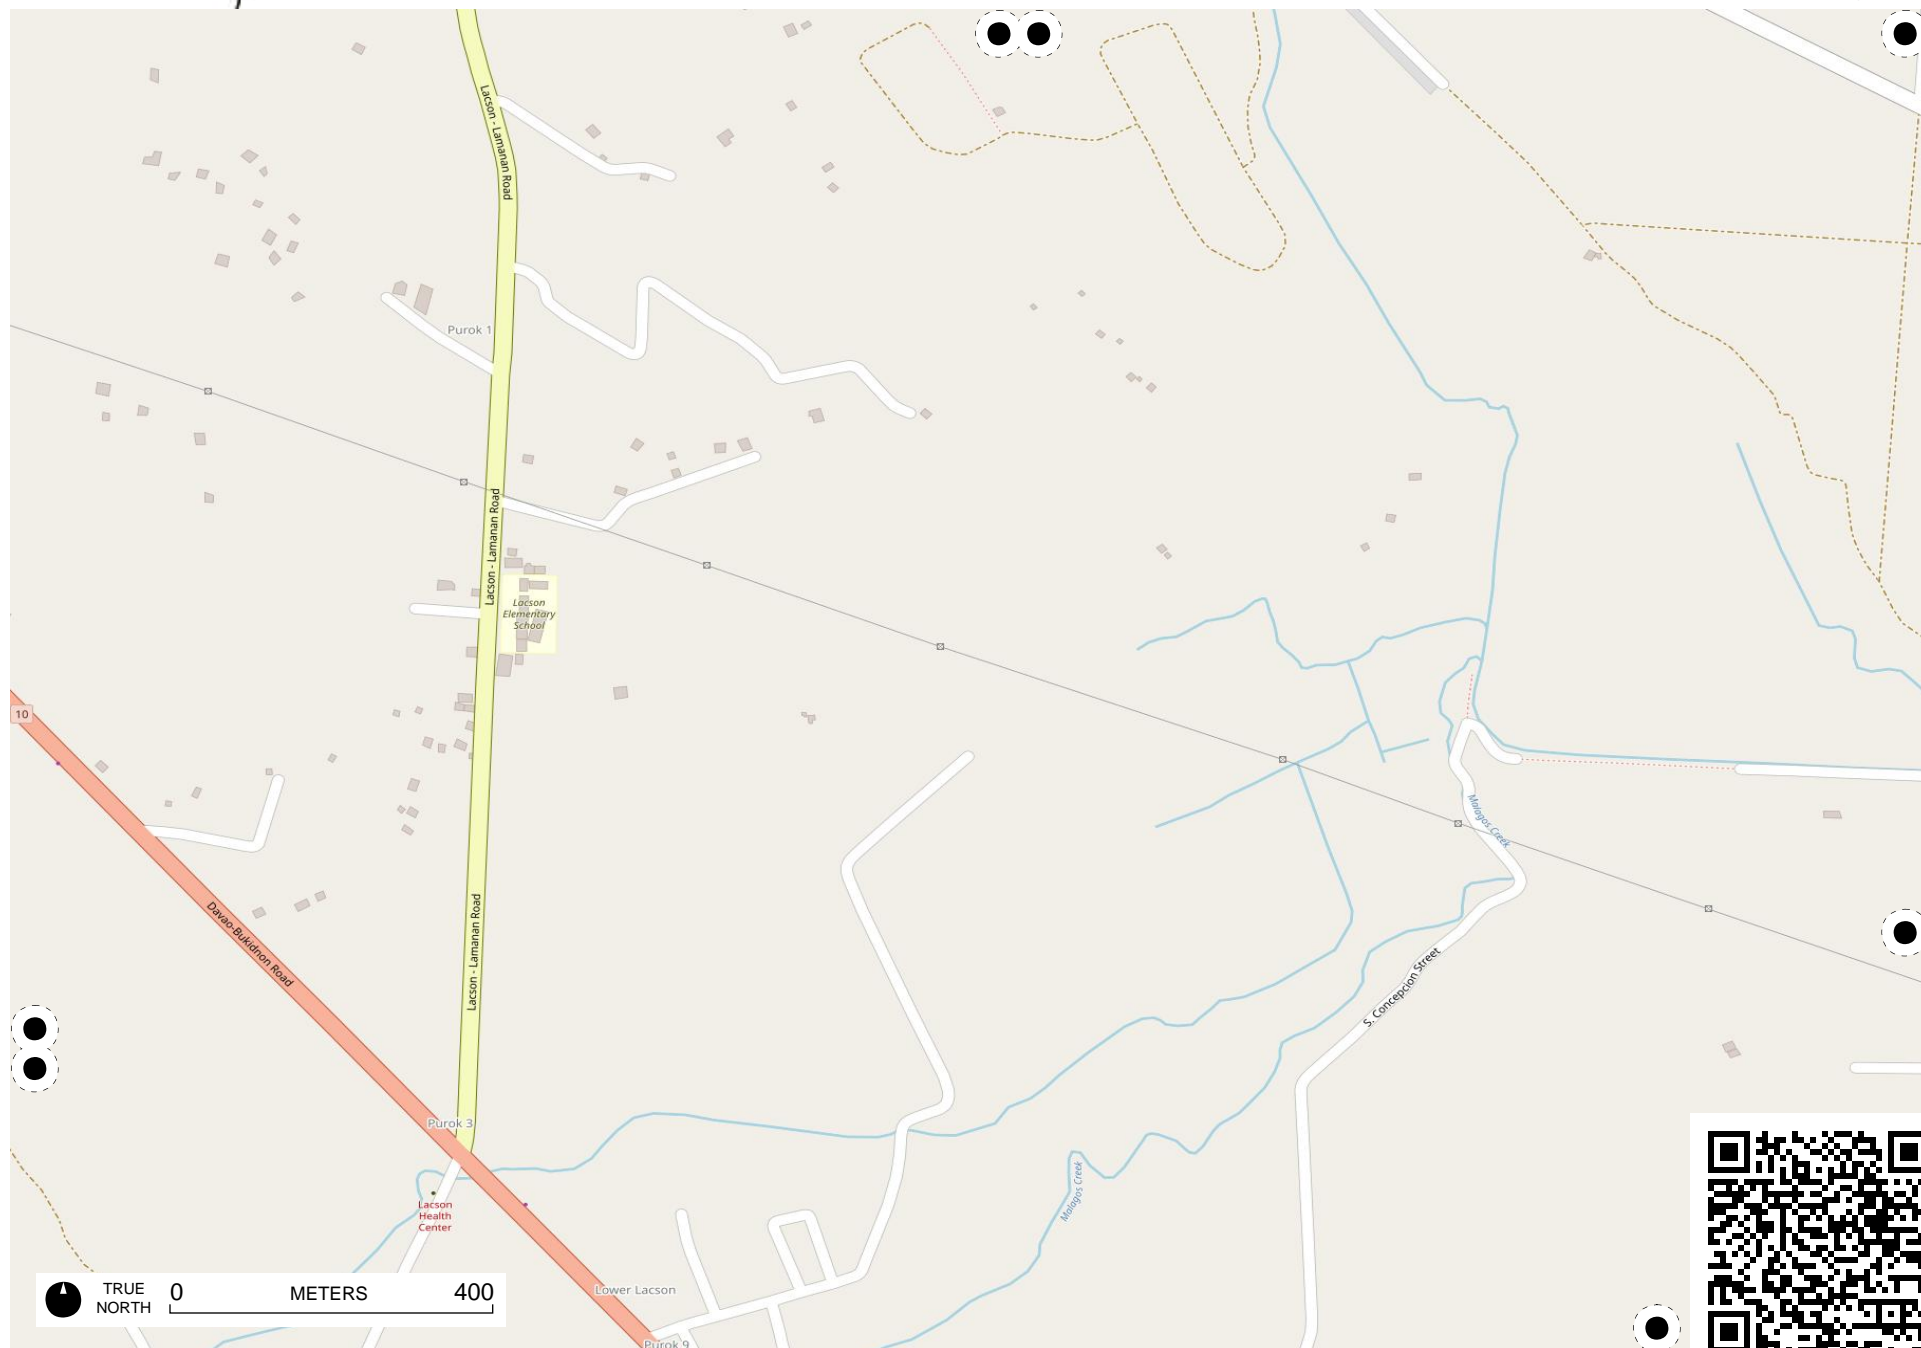 Lacson - Lamanan Road
Purok 1
Lacson - Lamanan Road
Lacson
Elementary
School
10
Malagos Creek
Davao-Bukidnon Road
Lacson - Lamanan Road
S. Concepcion Street
Purok 3
Malagos Creek
Lacson
Health
Center
TRUE
NORTH
0
METERS
400
Lower Lacson
Purok 9